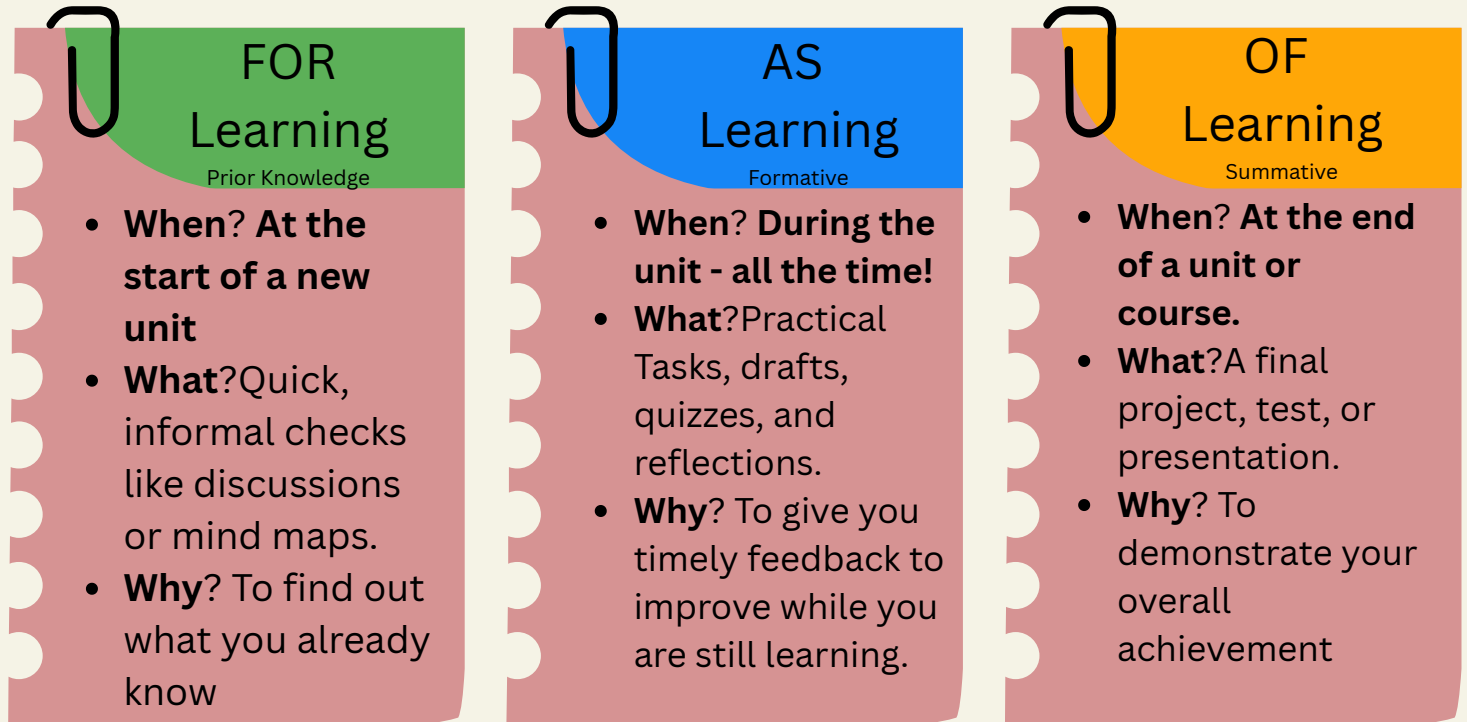 FOR
Learning
Prior Knowledge
• When? At the
start of a new
unit
• What?Quick,
informal checks
like discussions
or mind maps.
• Why? To find out
what you already
know
AS
Learning
Formative
• When? During the
unit - all the time!
• What?Practical
Tasks, drafts,
quizzes, and
reflections.
• Why? To give you
timely feedback to
improve while you
are still learning.
OF
Learning
Summative
• When? At the end
of a unit or
course.
• What?A final
project, test, or
presentation.
• Why? To
demonstrate your
overall
achievement